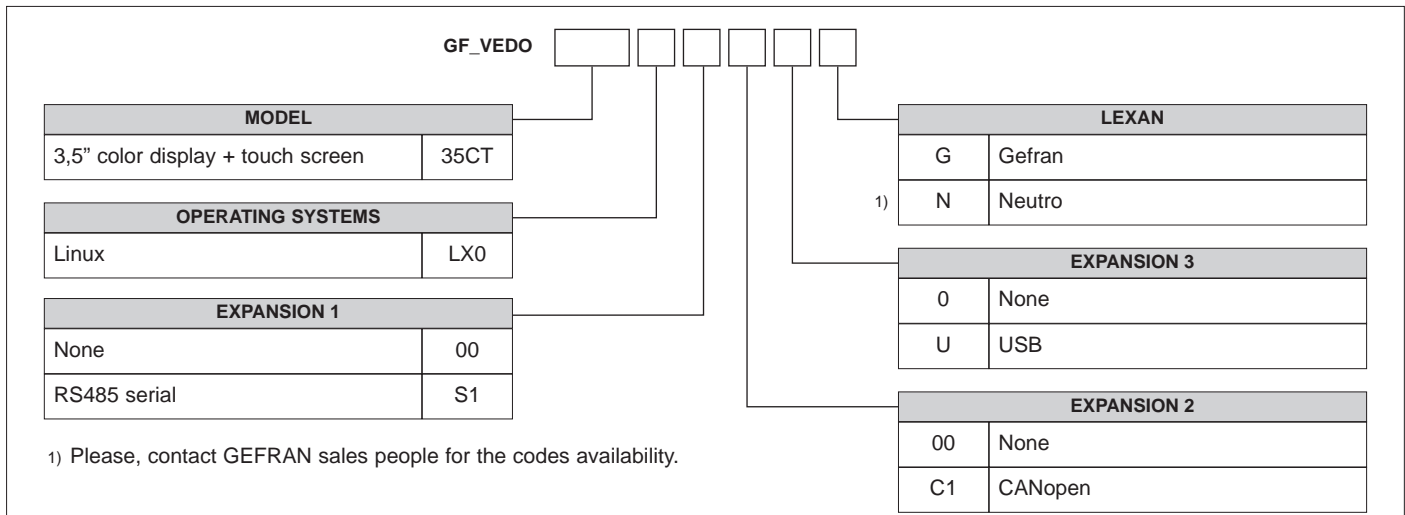 GF_VEDO
MODEL
3,5” color display + touch screen 35CT
OPERATING SYSTEMS
Linux LX0
EXPANSION 1
None 00
RS485 serial S1
1) Please, contact GEFRAN sales people for the codes availability.
LEXAN
G Gefran
1) N Neutro
EXPANSION 3
0 None
U USB
EXPANSION 2
00 None
C1 CANopen